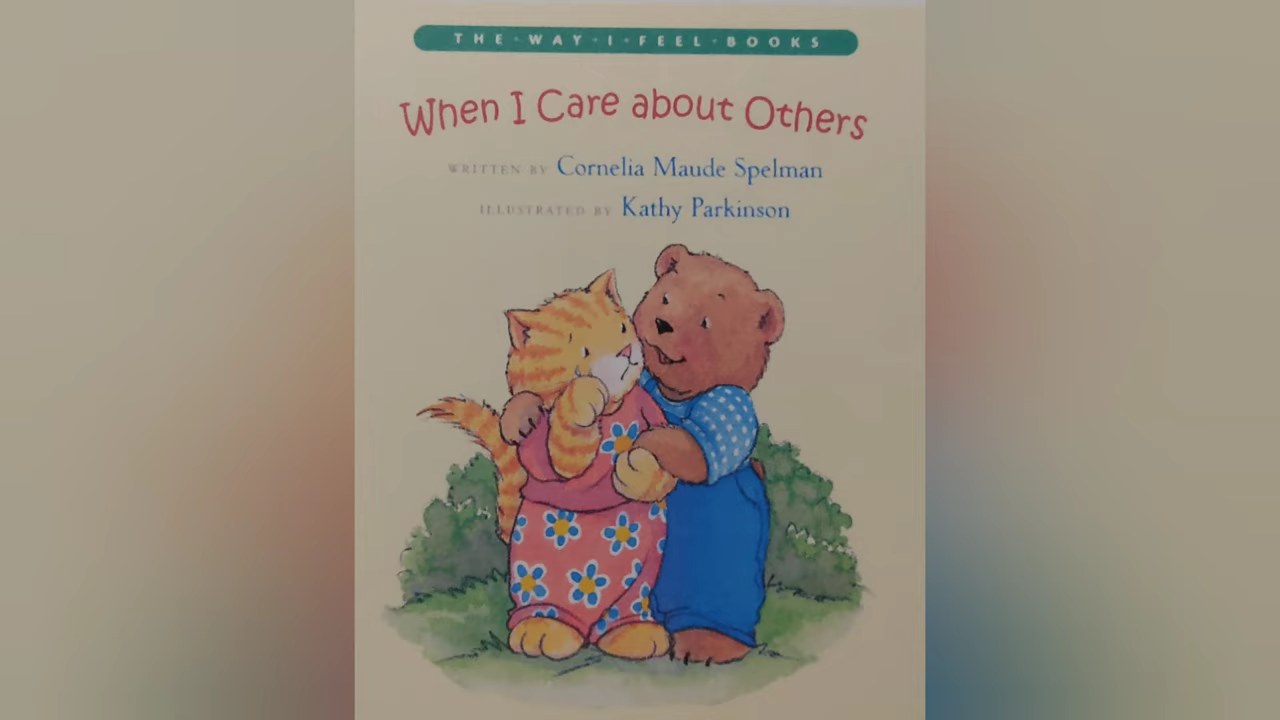 THE·WAY·I·FEEL·BOOKS
When I Care about Others
WRITTEN BY Cornelia Maude Spelman
ILLUSTRATED BY Kathy Parkinson